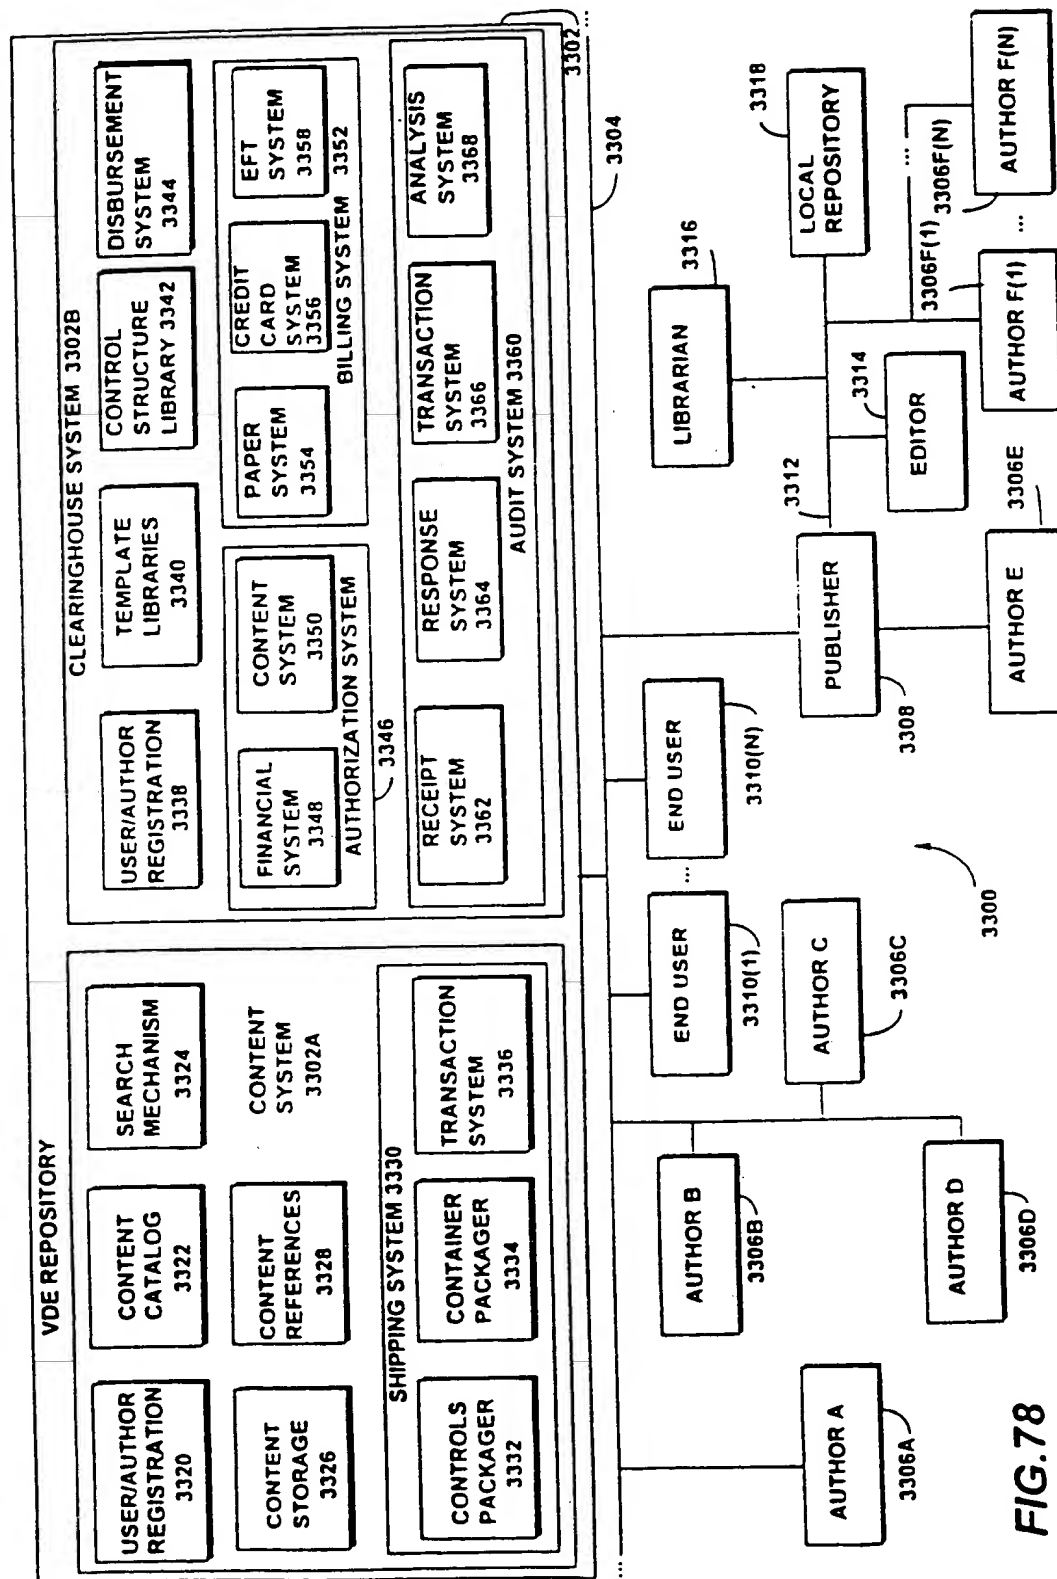 VDE REPOSITORY
3302
USER/AUTHOR
REGISTRATION
3320
CONTENT
CATALOG
3322
SEARCH
MECHANISM
3324
CONTENT
STORAGE
3326
CONTENT
REFERENCES
3328
CONTENT
SYSTEM
3302A
SHIPPING SYSTEM 3330
CONTROLS
PACKAGER
3332
CONTAINER
PACKAGER
3334
TRANSACTION
SYSTEM
3336
CLEARINGHOUSE SYSTEM 3302B
USER/AUTHOR
REGISTRATION
3338
TEMPLATE
LIBRARIES
3340
CONTROL
STRUCTURE
LIBRARY 3342
DISBURSEMENT
SYSTEM
3344
FINANCIAL
SYSTEM
3348
CONTENT
SYSTEM
3350
AUTHORIZATION SYSTEM
3346
PAPER
SYSTEM
3354
CREDIT
CARD
SYSTEM
3356
EFT
SYSTEM
3358
BILLING SYSTEM 3352
RECEIPT
SYSTEM
3362
RESPONSE
SYSTEM
3364
TRANSACTION
SYSTEM
3366
ANALYSIS
SYSTEM
3368
AUDIT SYSTEM 3360
...
...
3304
AUTHOR A
3306A
AUTHOR B
3306B
AUTHOR C
3306C
AUTHOR D
3306D
END USER
3310(1)
...
END USER
3310(N)
3300
PUBLISHER
3308
3312
AUTHOR E
3306E
EDITOR
3314
LIBRARIAN
3316
LOCAL
REPOSITORY
3318
AUTHOR F(1)
3306F(1)
...
...
AUTHOR F(N)
3306F(N)
FIG.78